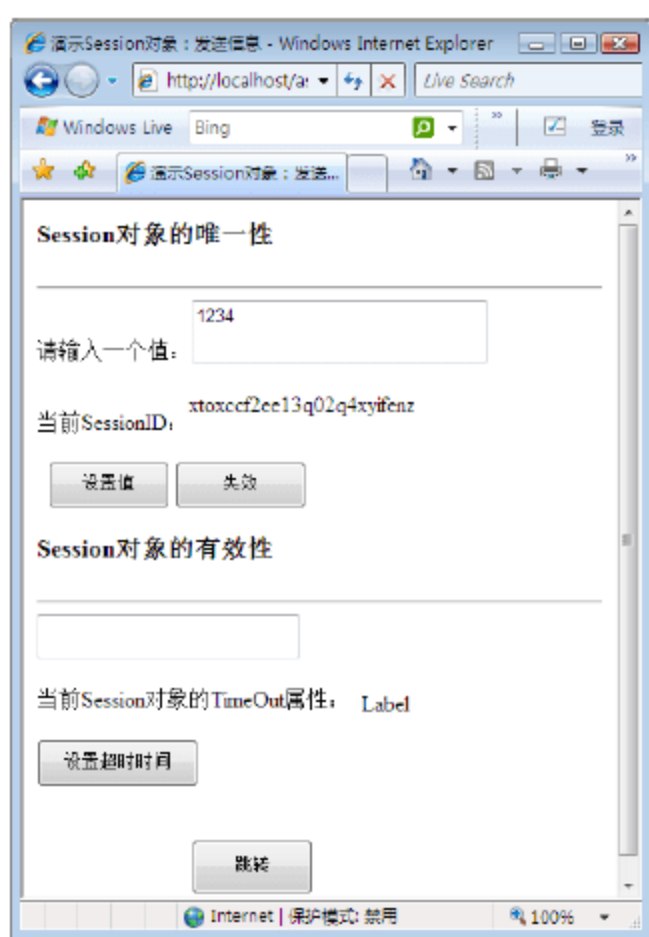 演示Session对象：发送信息 - Windows Internet Explorer
http://localhost/a:
Live Search
Windows Live
Bing
登录
演示Session对象：发送...
Session对象的唯一性
1234
请输入一个值：
xtoxccf2ee13q02q4xyifenz
当前SessionID：
设置值 失效
Session对象的有效性
当前Session对象的TimeOut属性： Label
设置超时时间
跳转
Internet | 保护模式: 禁用 100%